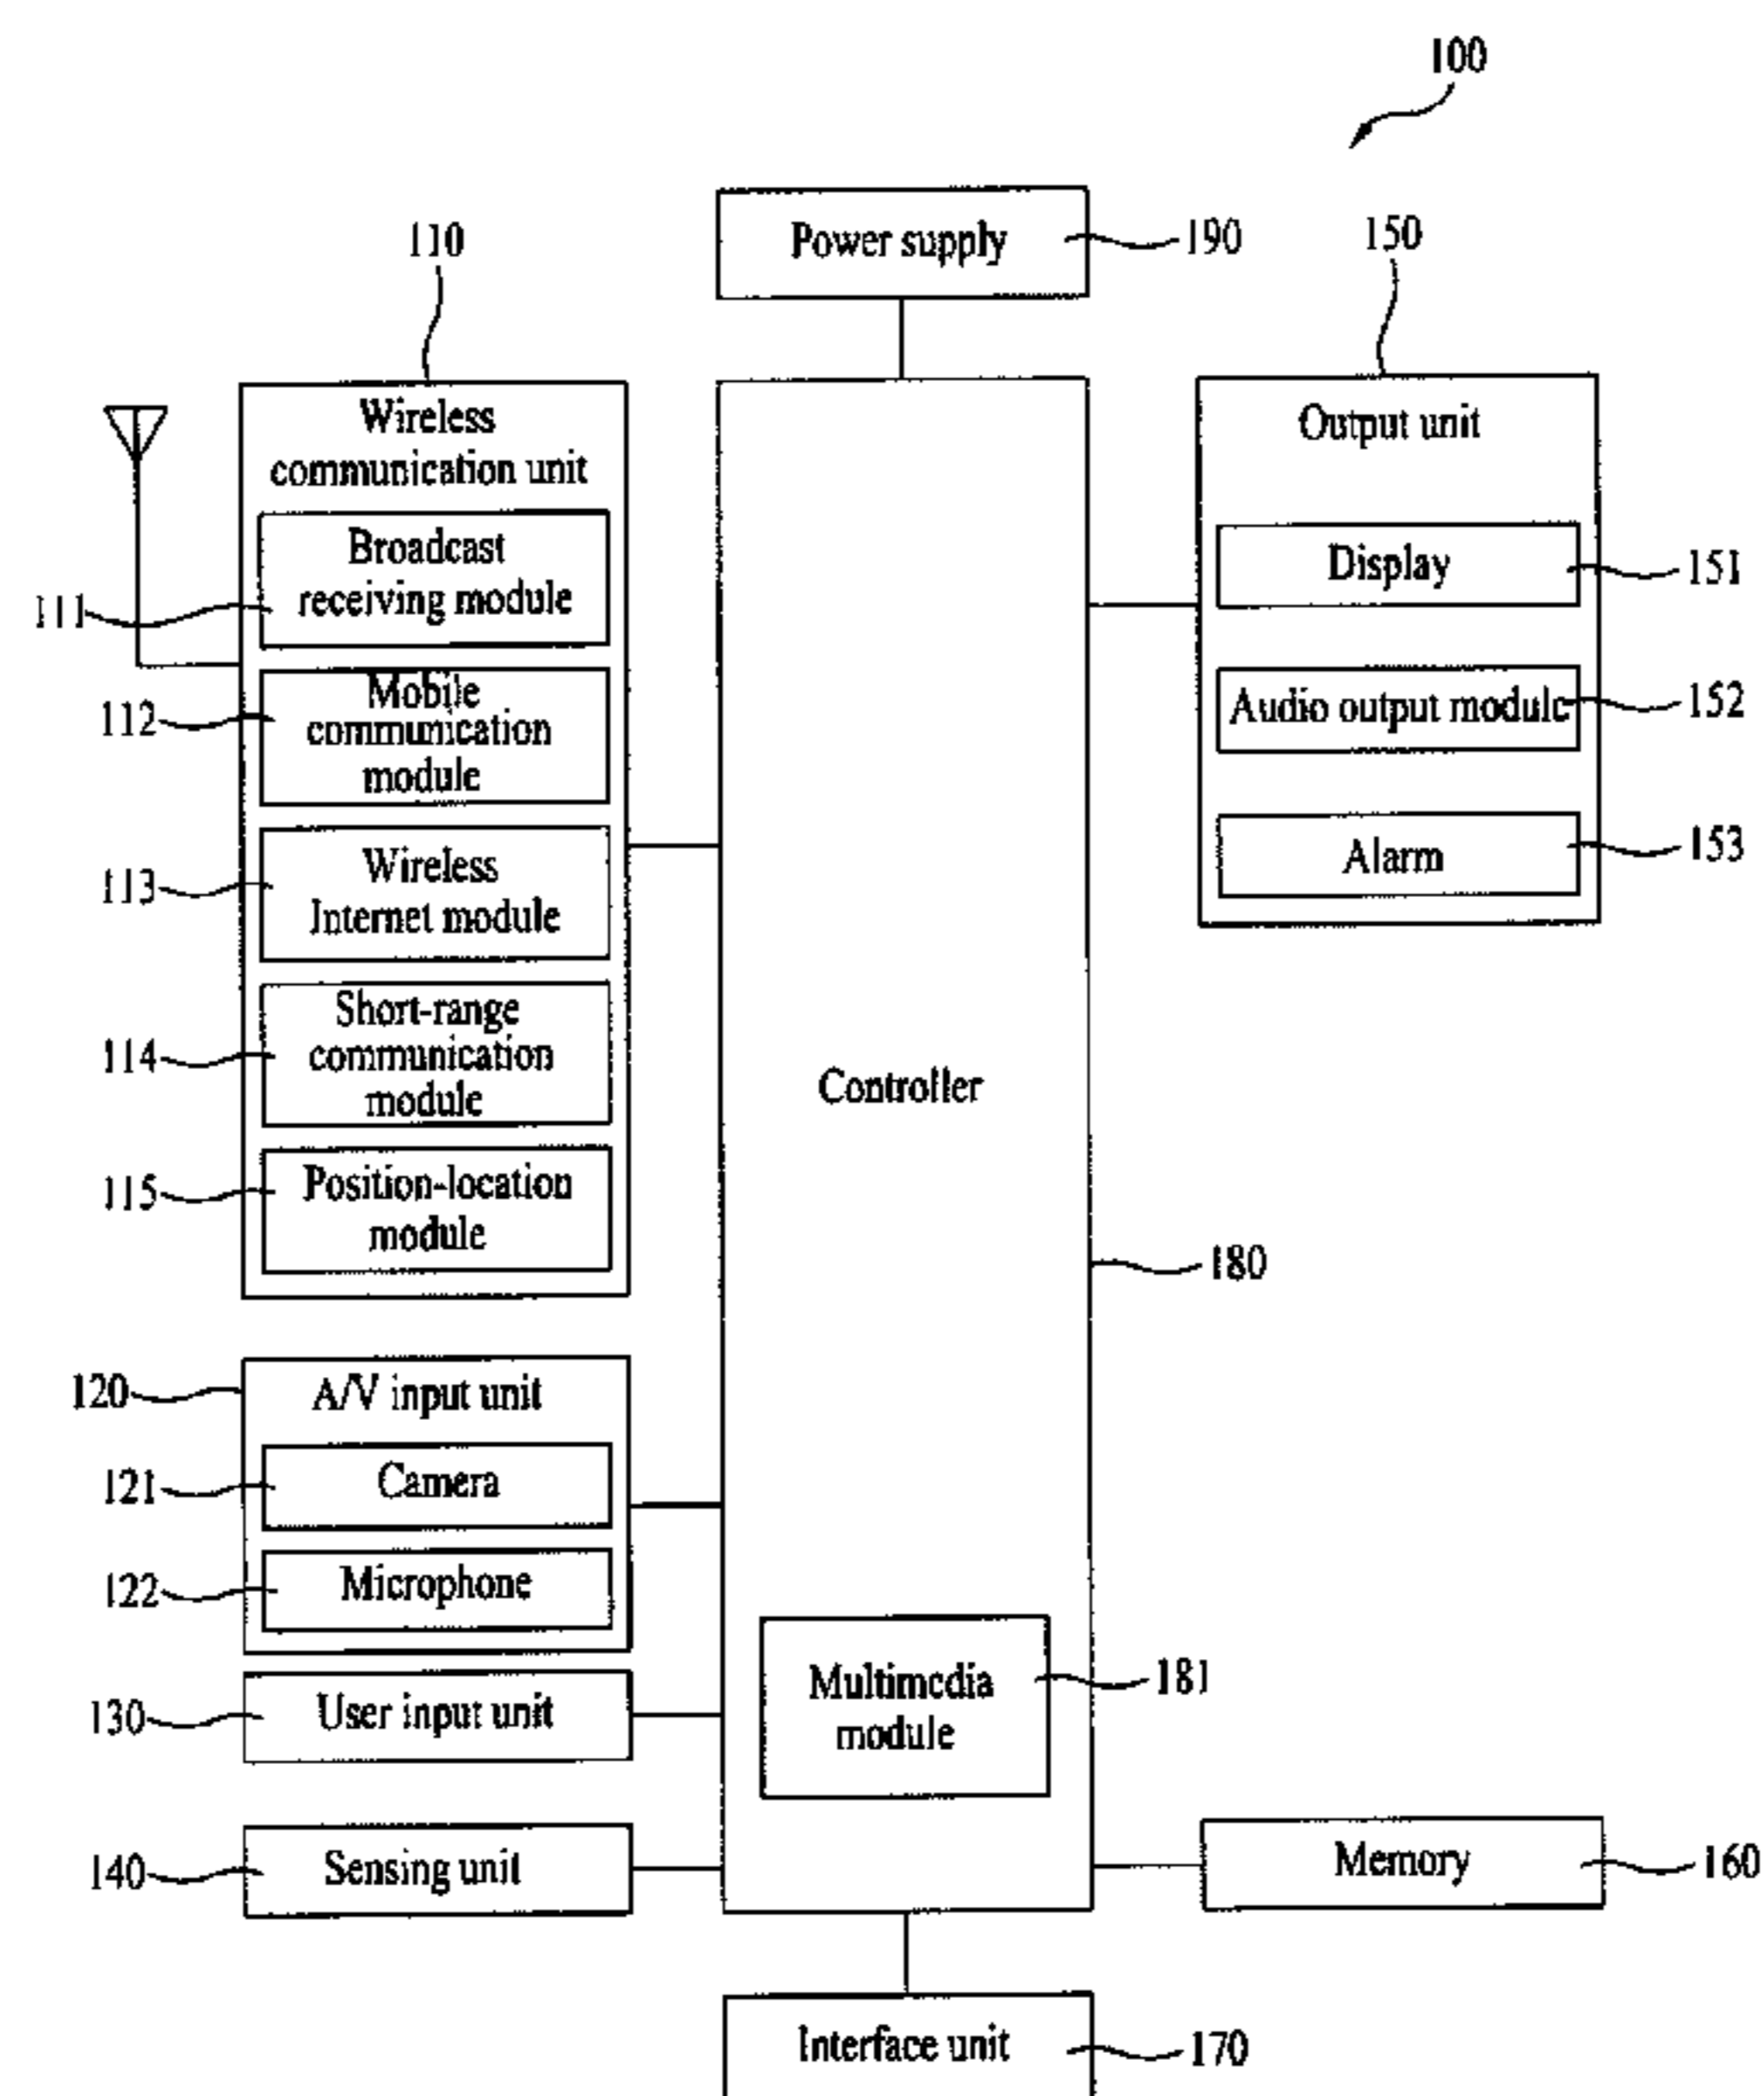 100
Power supply
190
110
150
Wireless
communication unit
Broadcast
receiving module
111
Mobile
communication
module
112
Wireless
Internet module
113
Short-range
communication
module
114
Position-location
module
115
Output unit
Display
151
Audio output module
152
Alarm
153
Controller
180
120
A/V input unit
121
Camera
122
Microphone
130
User input unit
Multimedia
module
181
140
Sensing unit
Memory
160
Interface unit
170